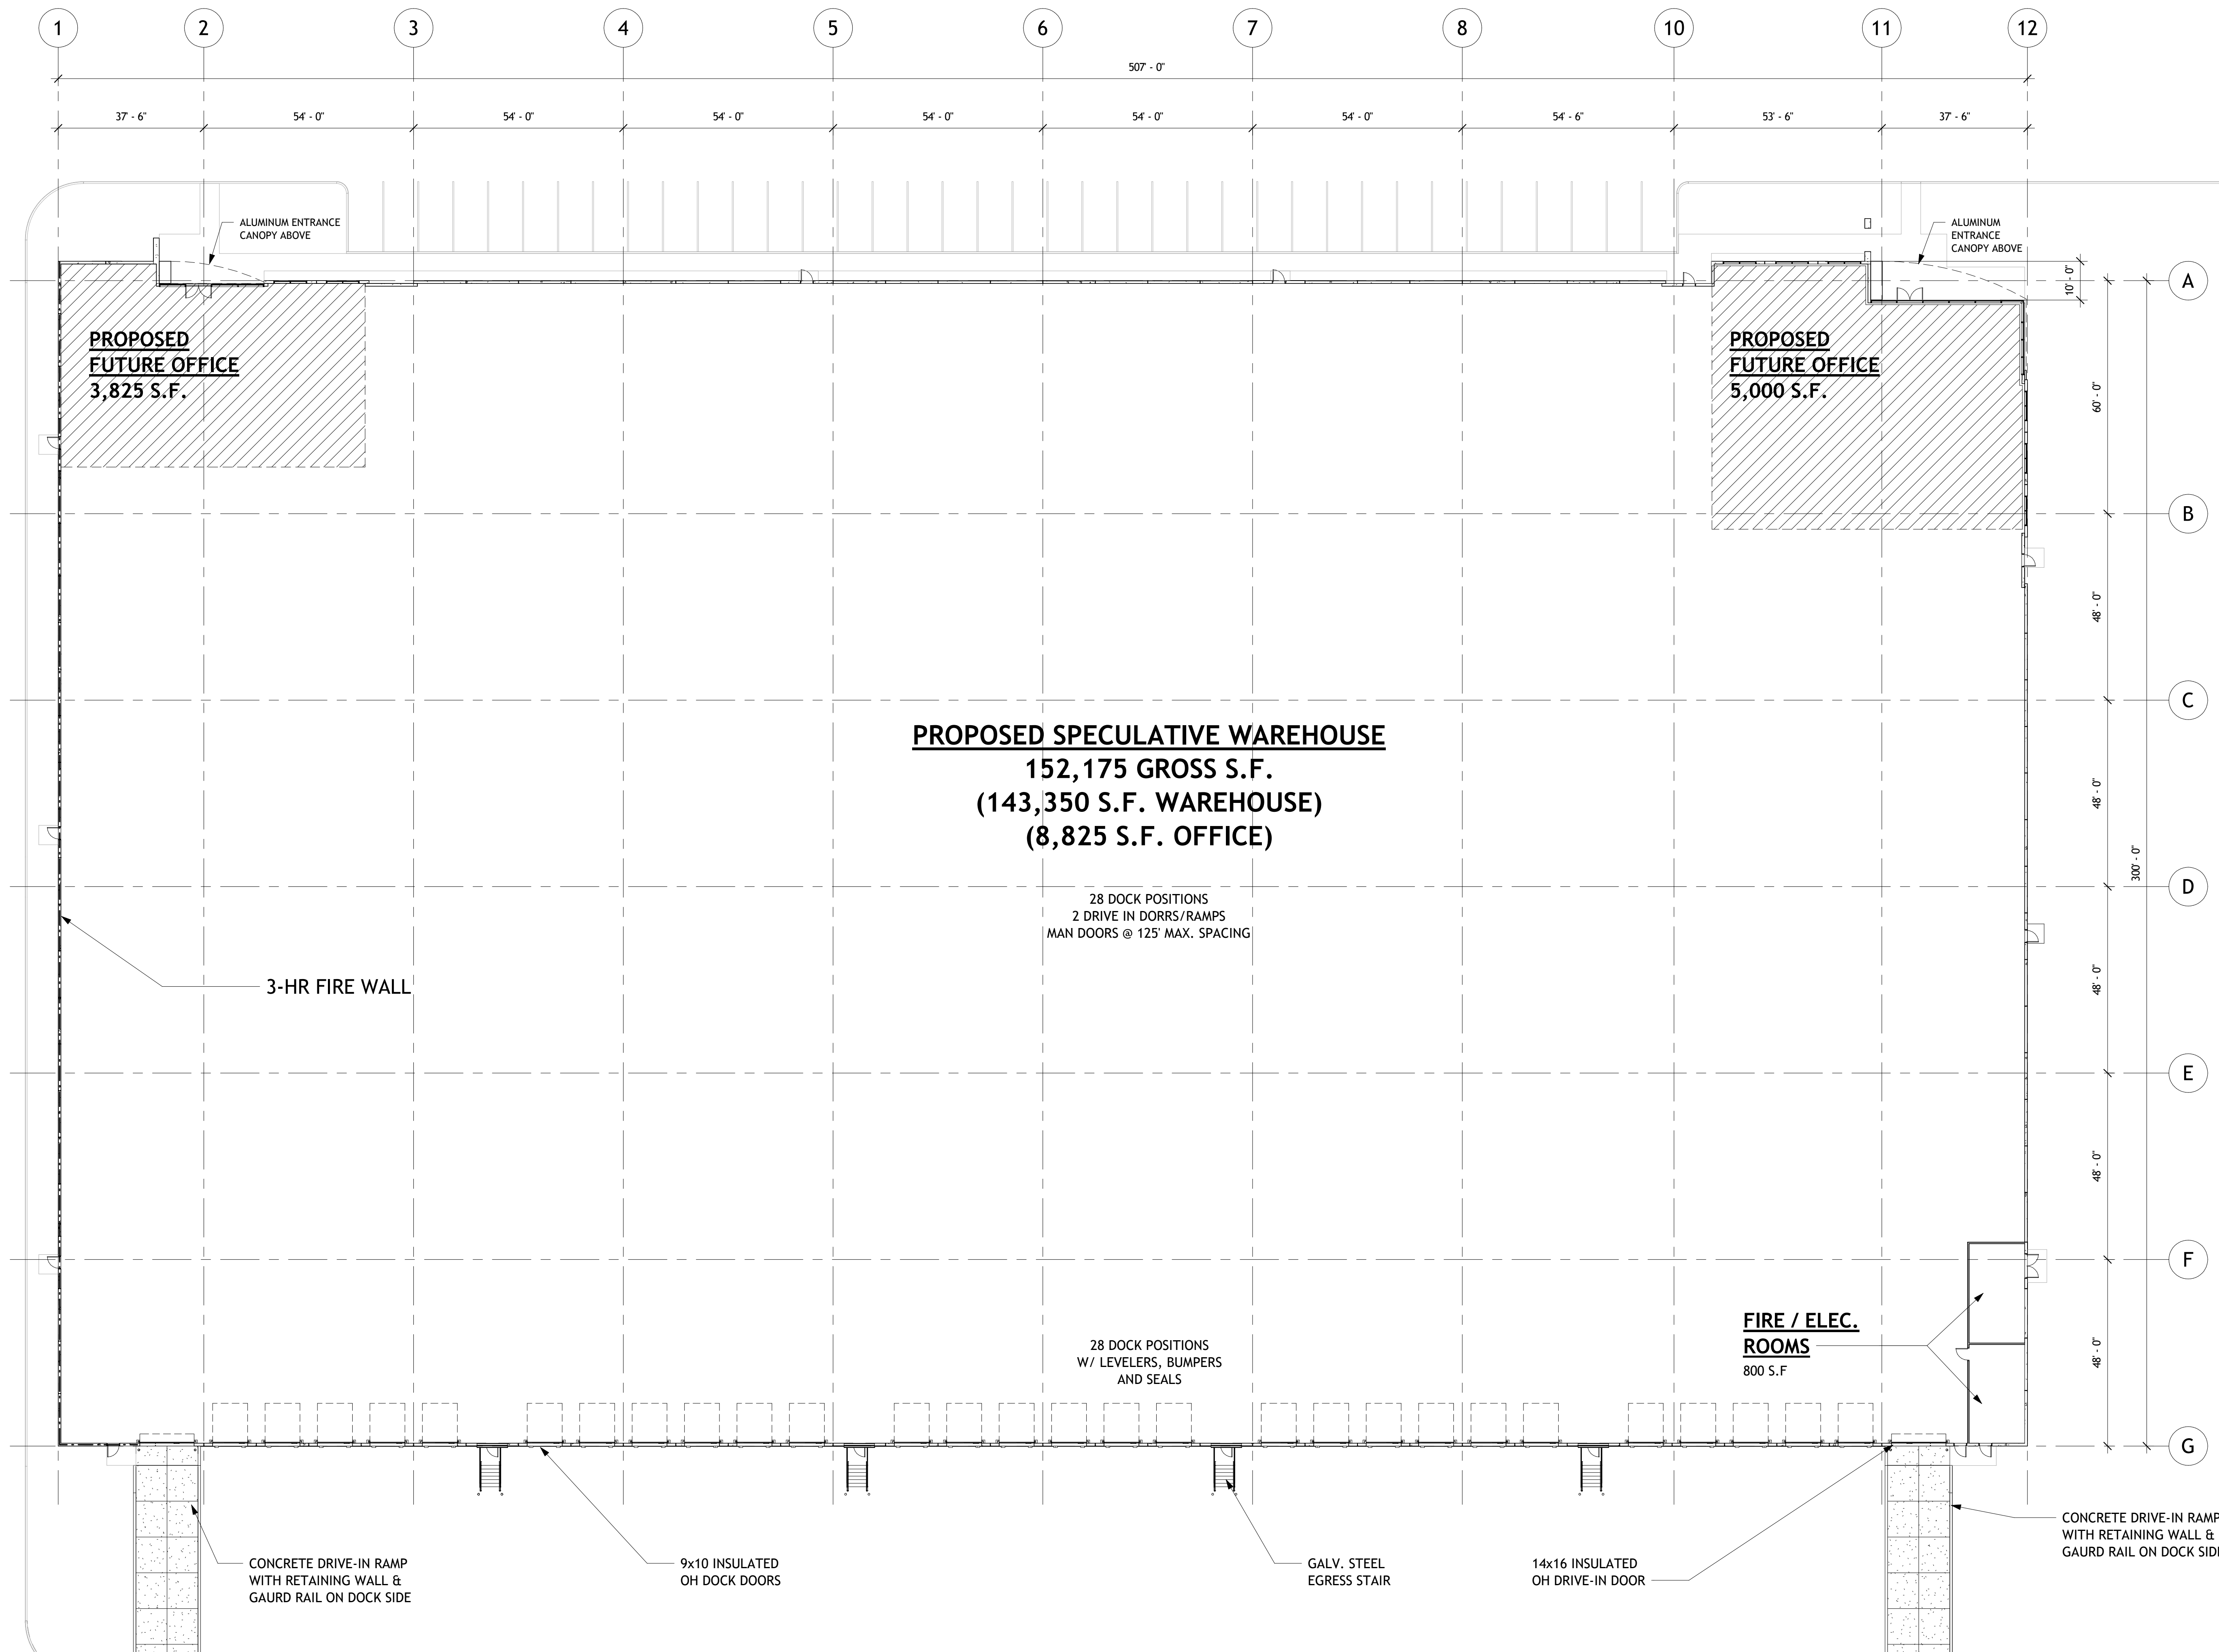 1 2 3 4 5 6 7 8 10 11 12
507' - 0"
37' - 6" 54' - 0" 54' - 0" 54' - 0" 54' - 0" 54' - 0" 54' - 0" 54' - 6" 53' - 6" 37' - 6"
ALUMINUM ENTRANCE
CANOPY ABOVE
ALUMINUM
ENTRANCE
CANOPY ABOVE
10' - 0"
A
PROPOSED
FUTURE OFFICE
3,825 S.F.
PROPOSED
FUTURE OFFICE
5,000 S.F.
60' - 0"
B
48' - 0"
C
PROPOSED SPECULATIVE WAREHOUSE
152,175 GROSS S.F.
(143,350 S.F. WAREHOUSE)
(8,825 S.F. OFFICE)
48' - 0"
300' - 0"
D
28 DOCK POSITIONS
2 DRIVE IN DORRS/RAMPS
MAN DOORS @ 125' MAX. SPACING
3-HR FIRE WALL
48' - 0"
E
48' - 0"
F
FIRE / ELEC.
ROOMS
800 S.F
28 DOCK POSITIONS
W/ LEVELERS, BUMPERS
AND SEALS
48' - 0"
G
CONCRETE DRIVE-IN RAMP
WITH RETAINING WALL &
GAURD RAIL ON DOCK SIDE
9x10 INSULATED
OH DOCK DOORS
GALV. STEEL
EGRESS STAIR
14x16 INSULATED
OH DRIVE-IN DOOR
CONCRETE DRIVE-IN RAMP
WITH RETAINING WALL &
GAURD RAIL ON DOCK SIDE